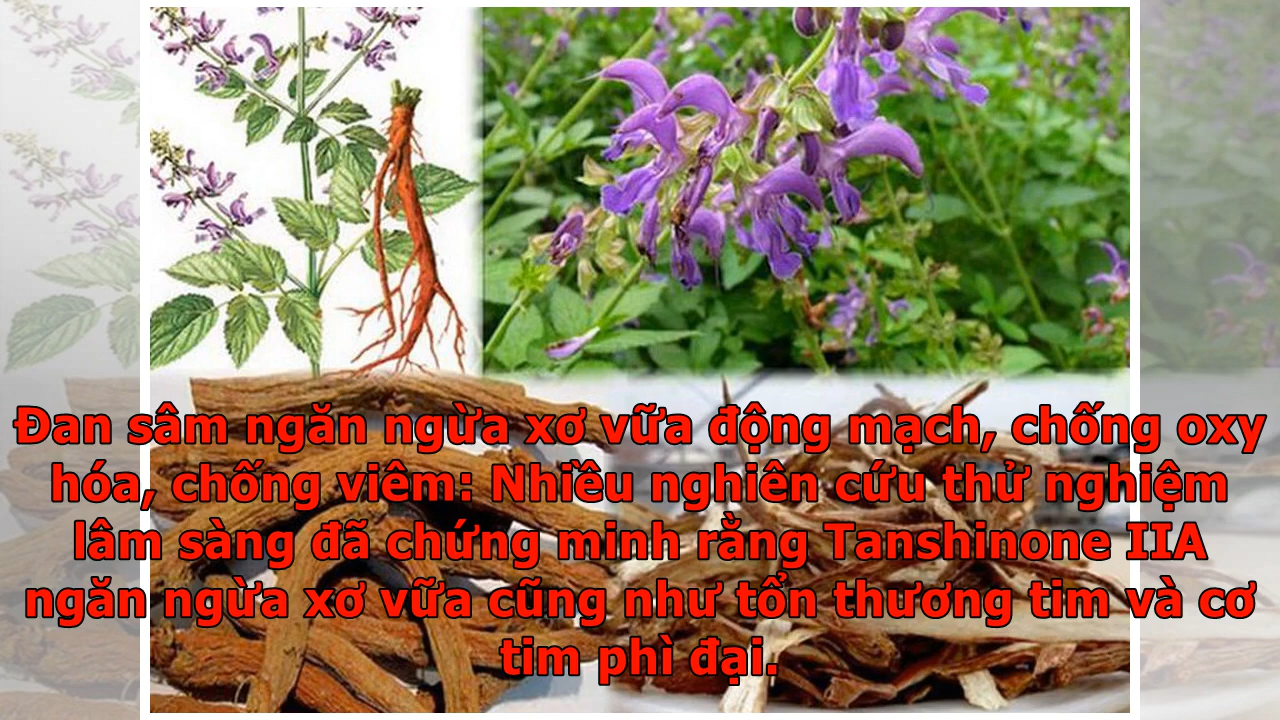 Đan sâm ngăn ngừa xơ vữa động mạch, chống oxy
hóa, chống viêm: Nhiều nghiên cứu thử nghiệm
lâm sàng đã chứng minh rằng Tanshinone IIA
ngăn ngừa xơ vữa cũng như tổn thương tim và cơ
tim phì đại.